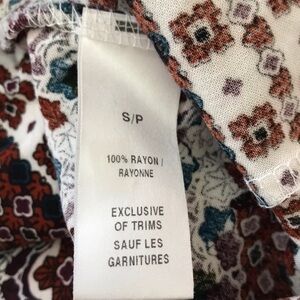 S/P
100% RAYON /
RAYONNE
EXCLUSIVE
OF TRIMS
SAUF LES
GARNITURES